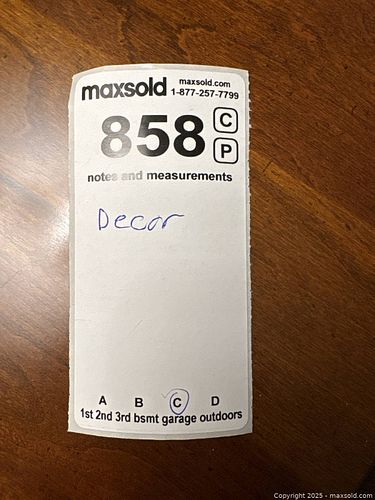 maxsold maxsold.com
1-877-257-7799
858 C
P
notes and measurements
Decor
A B C D
1st 2nd 3rd bsmt garage outdoors
© Copyright 2025 - maxsold.com